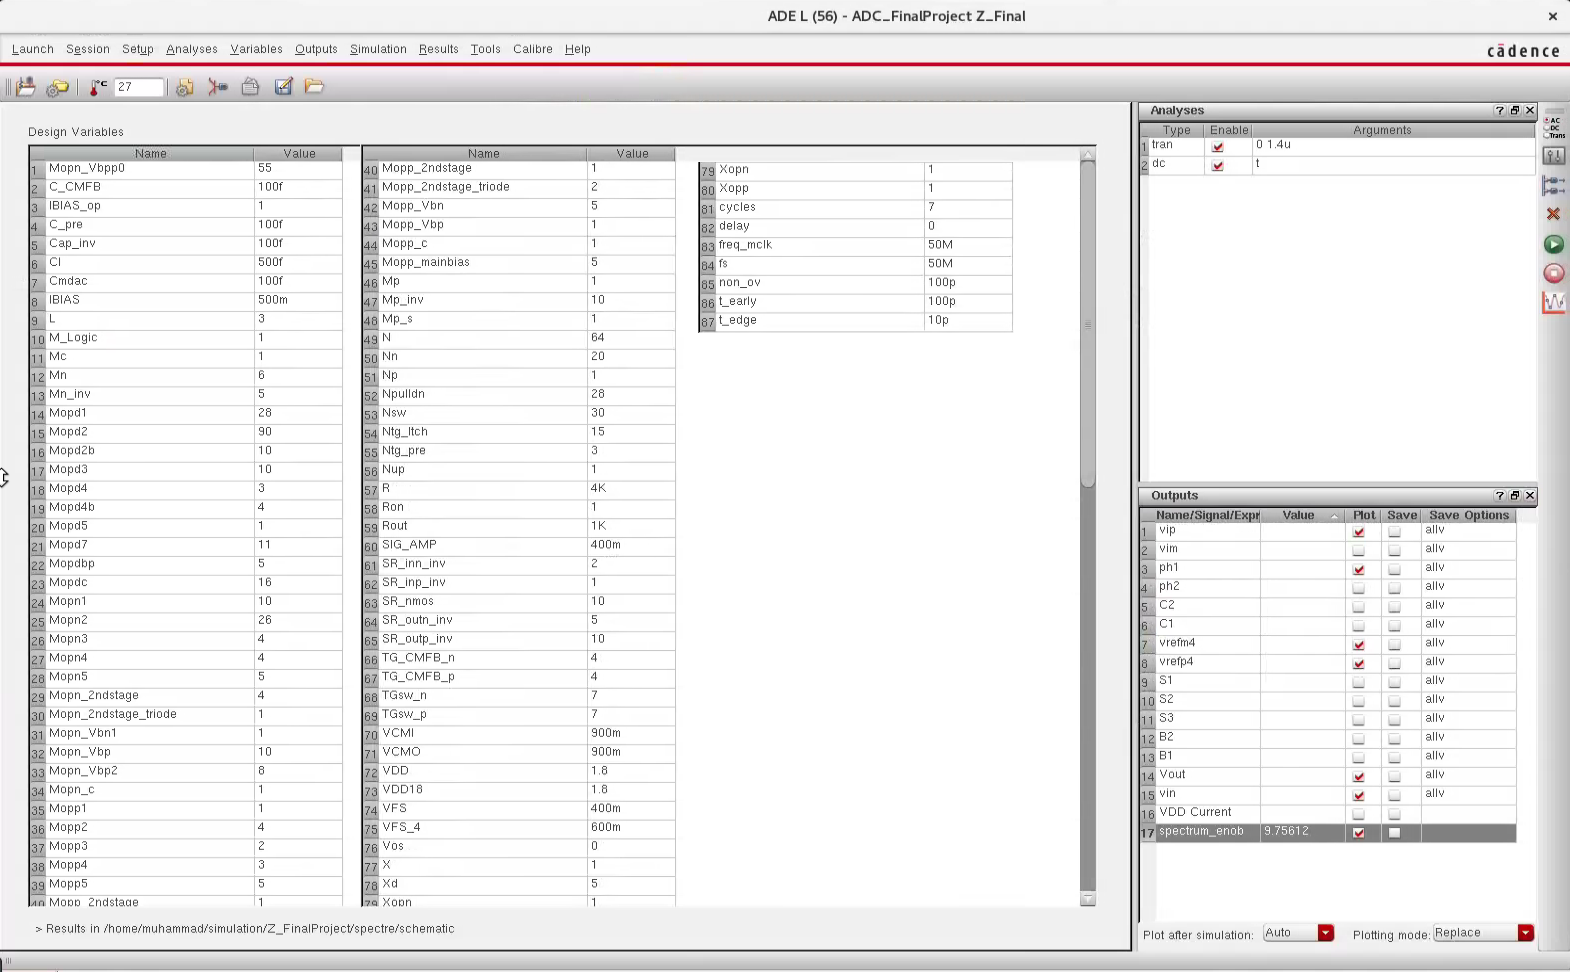 ADE L (56) - ADC_FinalProject Z_Final
Launch Session Setup Analyses Variables Outputs Simulation Results Tools Calibre Help
cādence
°C 27
Design Variables
Name Value
1 Mopn_Vbpp0 55
2 C_CMFB 100f
3 IBIAS_op 1
4 C_pre 100f
5 Cap_inv 100f
6 CI 500f
7 Cmdac 100f
8 IBIAS 500m
9 L 3
10 M_Logic 1
11 Mc 1
12 Mn 6
13 Mn_inv 5
14 Mopd1 28
15 Mopd2 90
16 Mopd2b 10
17 Mopd3 10
18 Mopd4 3
19 Mopd4b 4
20 Mopd5 1
21 Mopd7 11
22 Mopdbp 5
23 Mopdc 16
24 Mopn1 10
25 Mopn2 26
26 Mopn3 4
27 Mopn4 4
28 Mopn5 5
29 Mopn_2ndstage 4
30 Mopn_2ndstage_triode 1
31 Mopn_Vbn1 1
32 Mopn_Vbp 10
33 Mopn_Vbp2 8
34 Mopn_c 1
35 Mopp1 1
36 Mopp2 4
37 Mopp3 2
38 Mopp4 3
39 Mopp5 5
40 Mopp_2ndstage 1
Name Value
40 Mopp_2ndstage 1
41 Mopp_2ndstage_triode 2
42 Mopp_Vbn 5
43 Mopp_Vbp 1
44 Mopp_c 1
45 Mopp_mainbias 5
46 Mp 1
47 Mp_inv 10
48 Mp_s 1
49 N 64
50 Nn 20
51 Np 1
52 Npulldn 28
53 Nsw 30
54 Ntg_ltch 15
55 Ntg_pre 3
56 Nup 1
57 R 4K
58 Ron 1
59 Rout 1K
60 SIG_AMP 400m
61 SR_inn_inv 2
62 SR_inp_inv 1
63 SR_nmos 10
64 SR_outn_inv 5
65 SR_outp_inv 10
66 TG_CMFB_n 4
67 TG_CMFB_p 4
68 TGsw_n 7
69 TGsw_p 7
70 VCMI 900m
71 VCMO 900m
72 VDD 1.8
73 VDD18 1.8
74 VFS 400m
75 VFS_4 600m
76 Vos 0
77 X 1
78 Xd 5
79 Xopn 1
79 Xopn 1
80 Xopp 1
81 cycles 7
82 delay 0
83 freq_mclk 50M
84 fs 50M
85 non_ov 100p
86 t_early 100p
87 t_edge 10p
> Results in /home/muhammad/simulation/Z_FinalProject/spectre/schematic
Analyses
Type Enable Arguments
1 tran 0 1.4u
2 dc t
AC
DC
Trans
Outputs
Name/Signal/Expr Value Plot Save Save Options
1 vip allv
2 vim allv
3 ph1 allv
4 ph2 allv
5 C2 allv
6 C1 allv
7 vrefm4 allv
8 vrefp4 allv
9 S1 allv
10 S2 allv
11 S3 allv
12 B2 allv
13 B1 allv
14 Vout allv
15 vin allv
16 VDD Current
17 spectrum_enob 9.75612
Plot after simulation: Auto Plotting mode: Replace